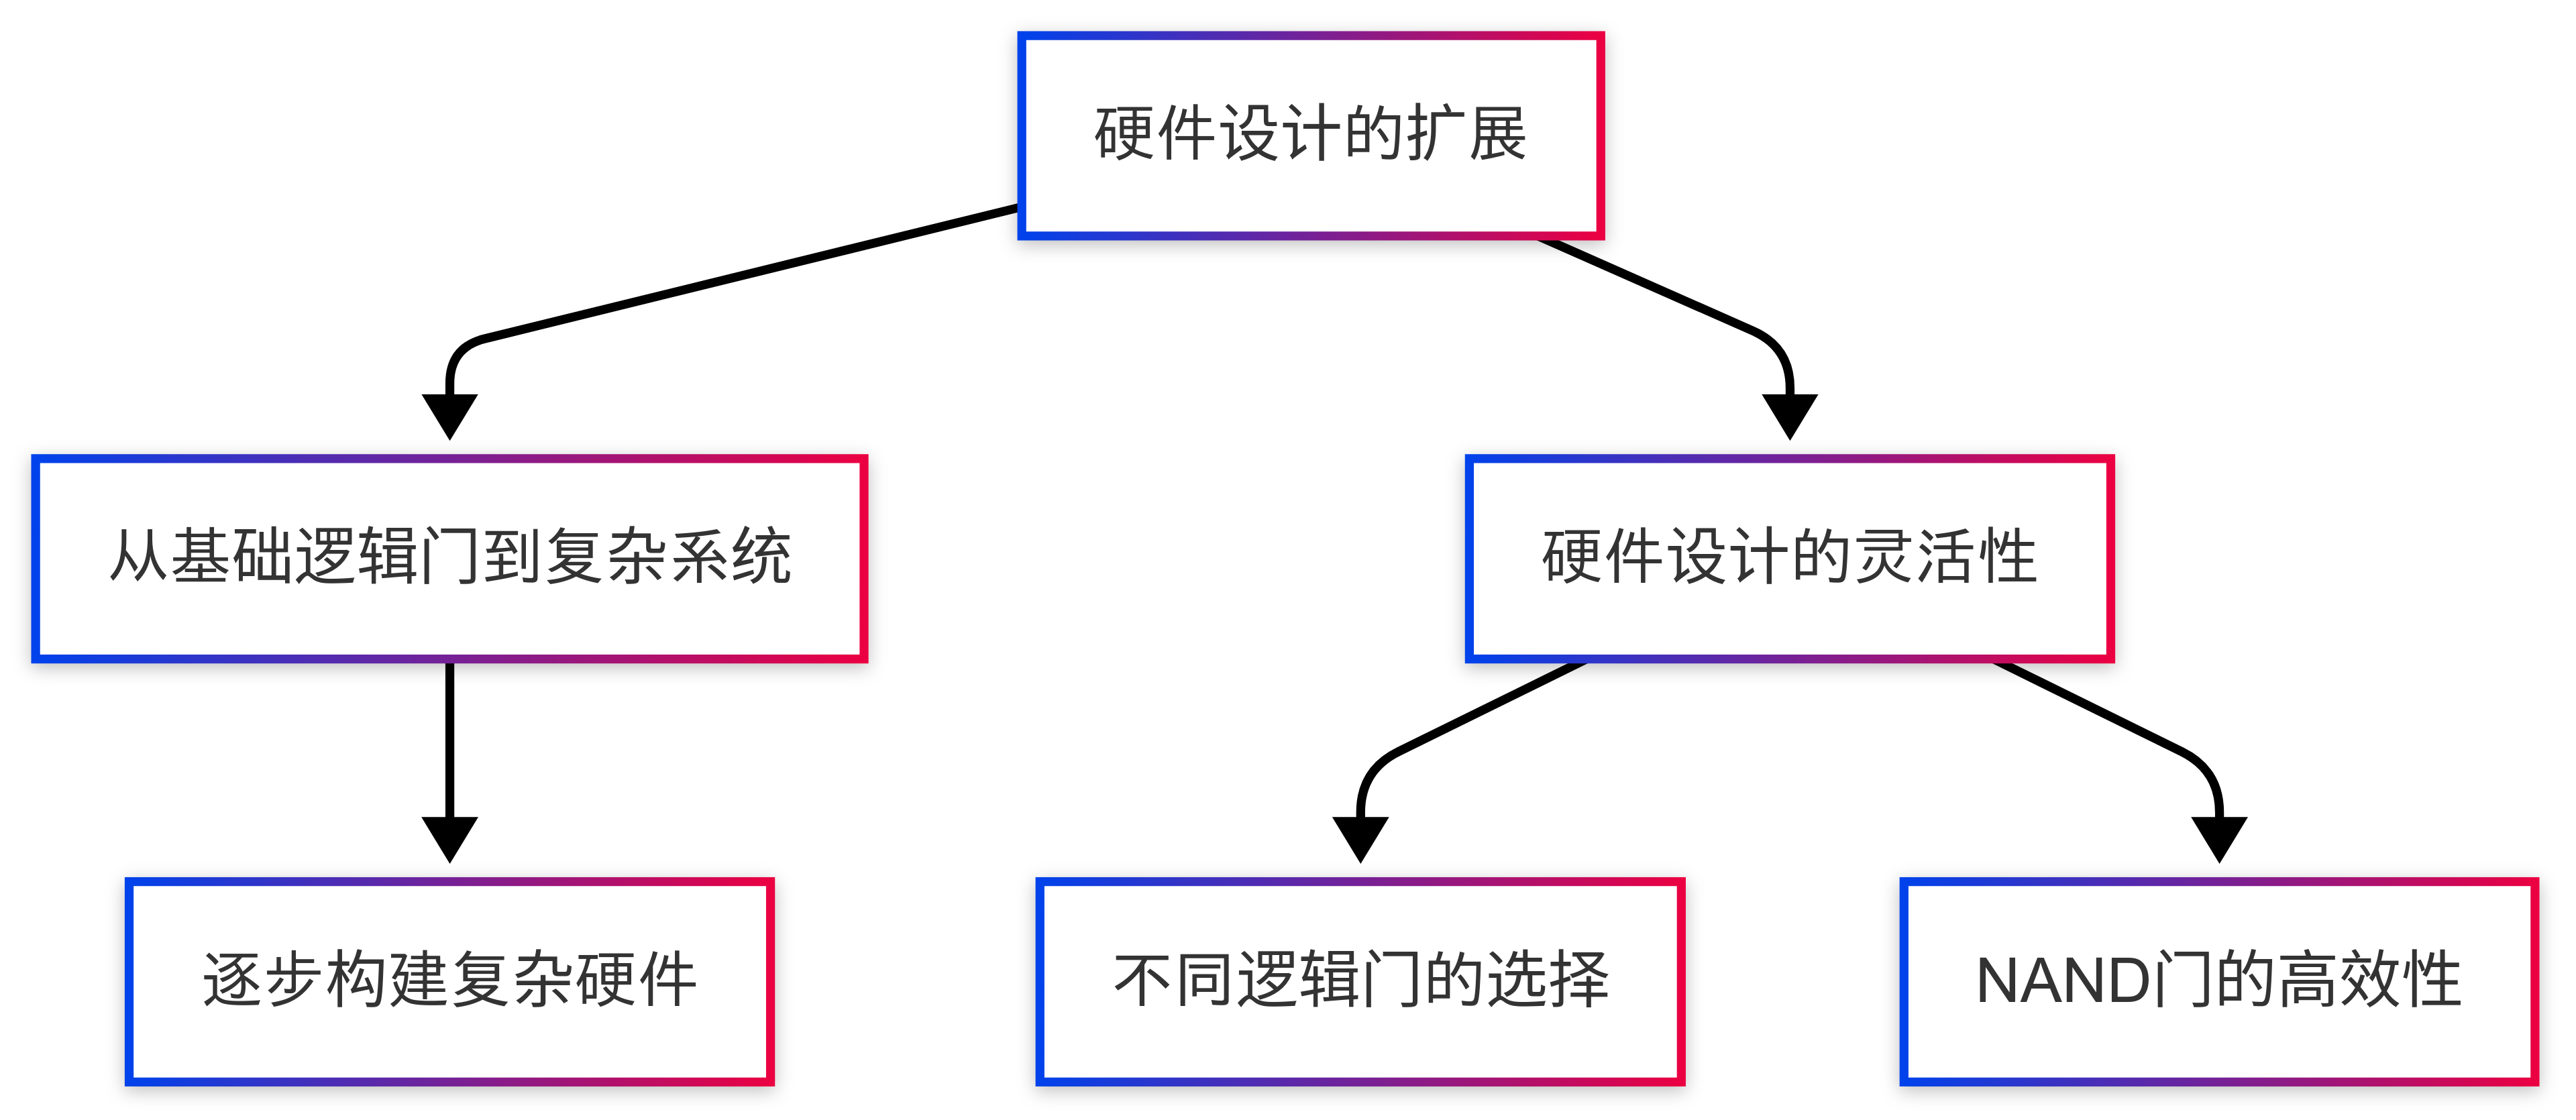 硬件设计的扩展
从基础逻辑门到复杂系统
硬件设计的灵活性
逐步构建复杂硬件
不同逻辑门的选择
NAND门的高效性